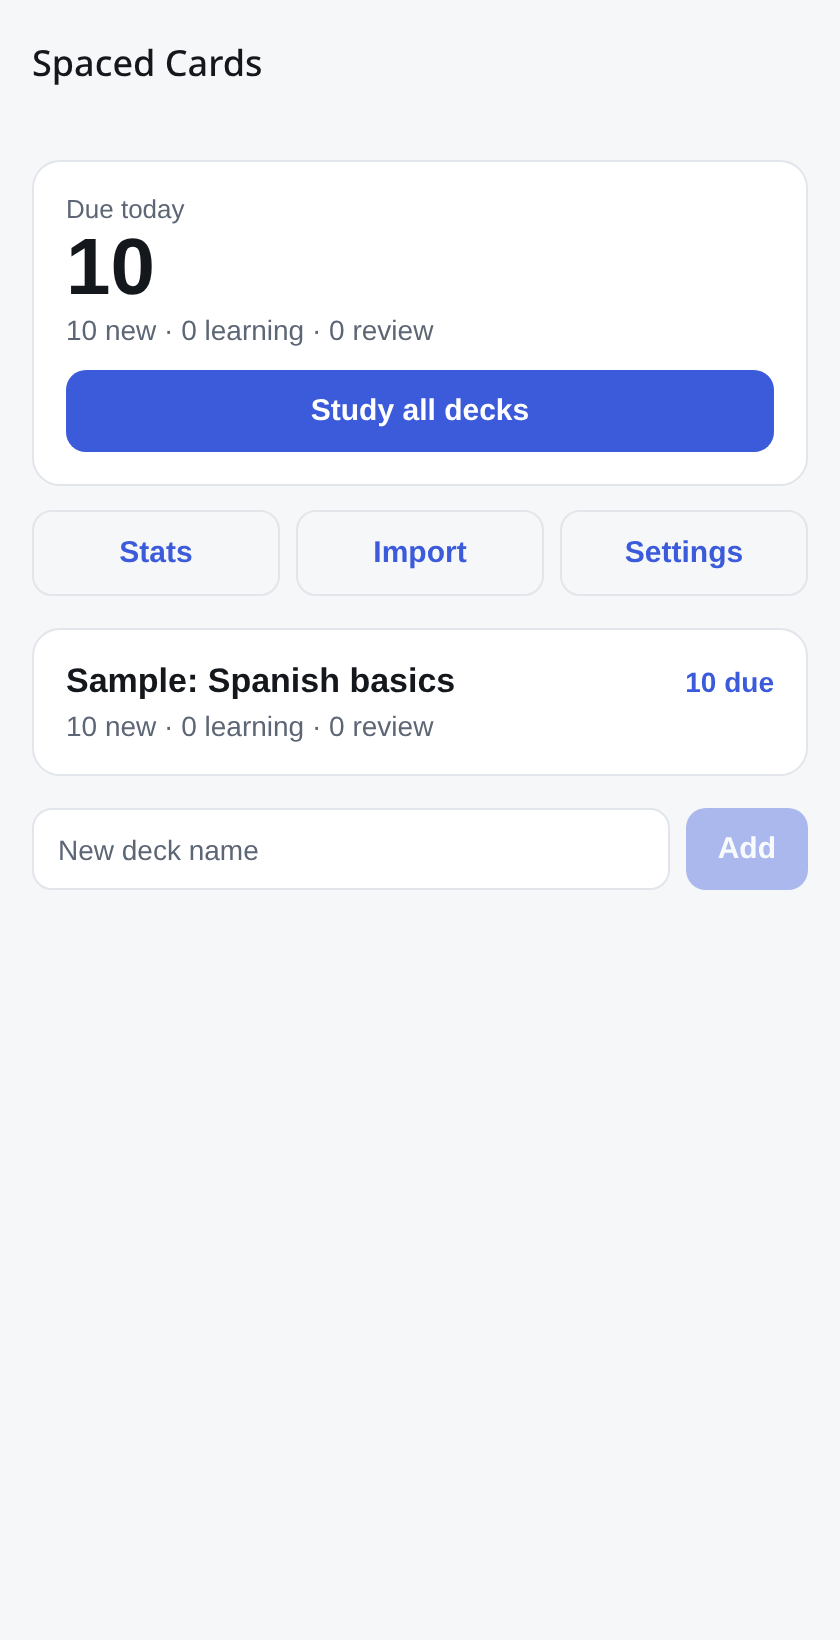 Spaced Cards
Due today
10
10 new · 0 learning · 0 review
Study all decks
Stats
Import
Settings
Sample: Spanish basics
10 due
10 new · 0 learning · 0 review
New deck name
Add